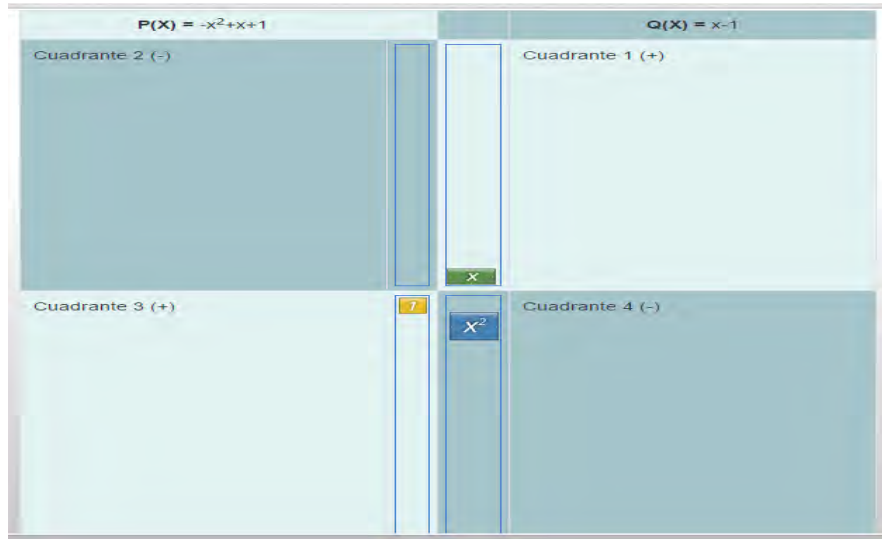 P(X) = -x²+x+1
Q(X) = x-1
Cuadrante 2 (-)
Cuadrante 1 (+)
x
Cuadrante 3 (+)
1
Cuadrante 4 (-)
x²